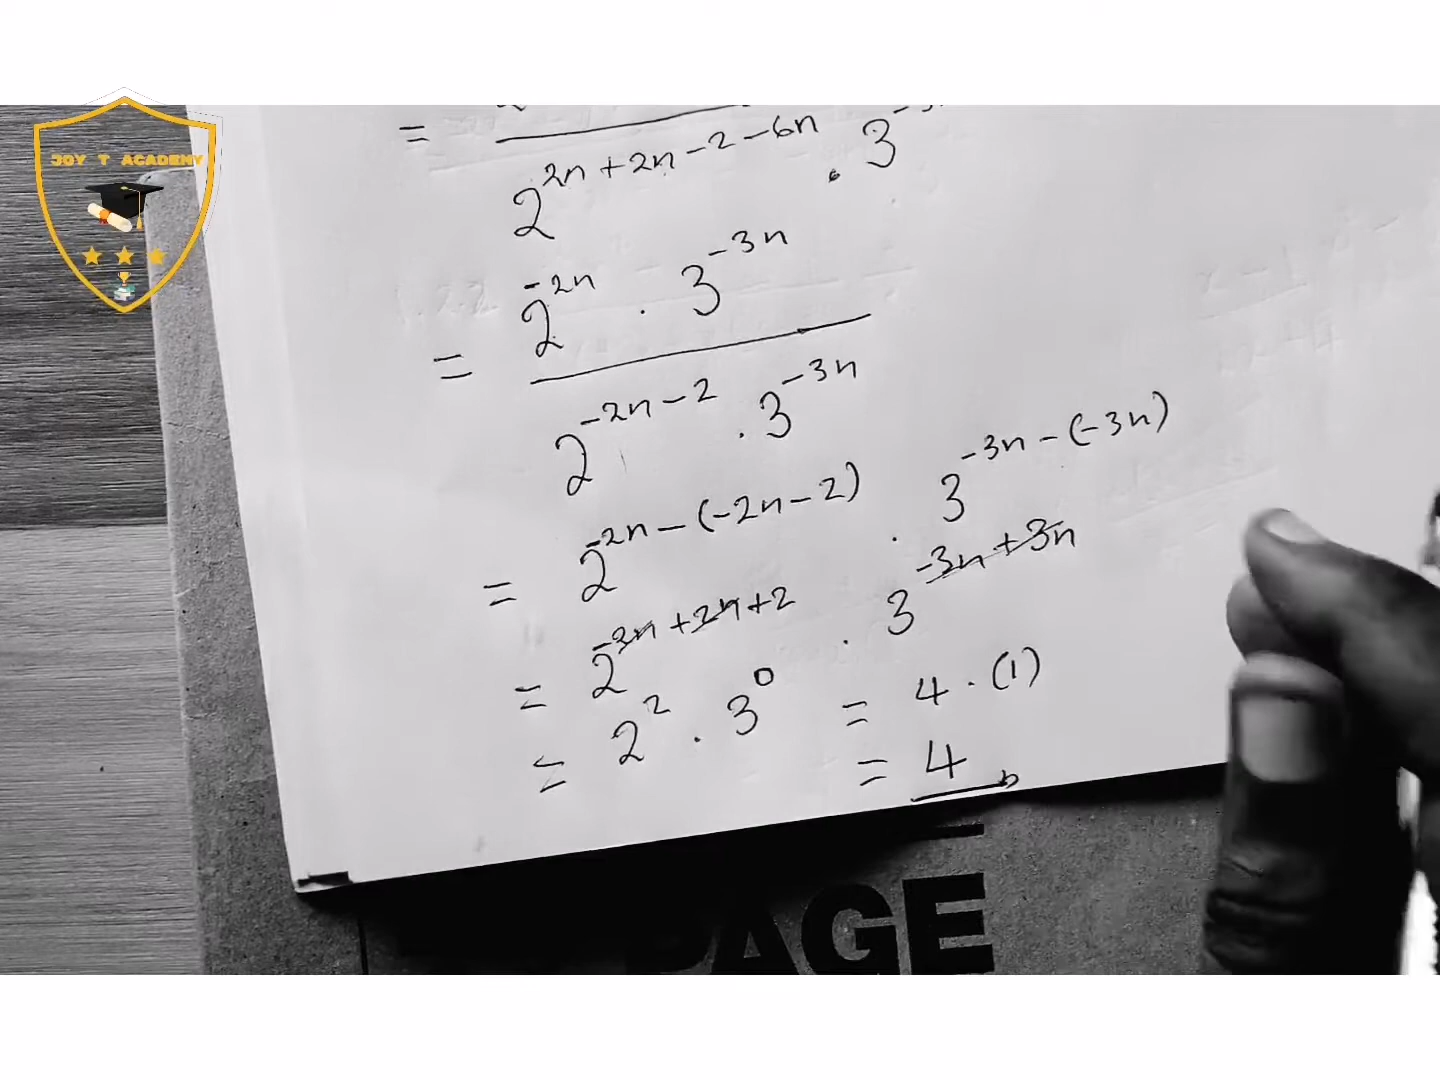 JOY T ACADEMY
=
2^{2n+2n-2-6n} . 3
= \frac{2^{-2n} . 3^{-3n}}{2^{-2n-2} . 3^{-3n}}
= 2^{-2n-(-2n-2)} . 3^{-3n-(-3n)}
= 2^{-2n+2n+2} . 3^{-3n+3n}
= 2^2 . 3^0 = 4 . (1)
= 4
PAGE